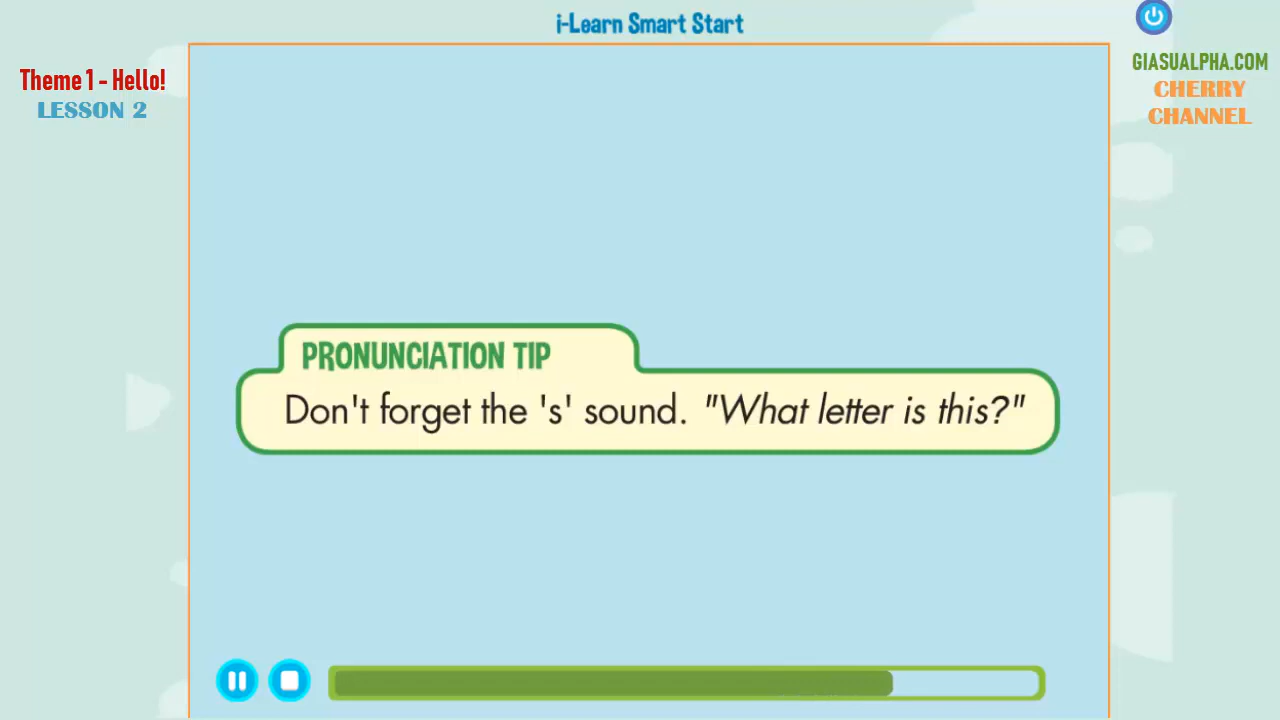 i-Learn Smart Start
Theme 1 - Hello!
LESSON 2
GIASUALPHA.COM
CHERRY
CHANNEL
PRONUNCIATION TIP
Don't forget the 's' sound. "What letter is this?"